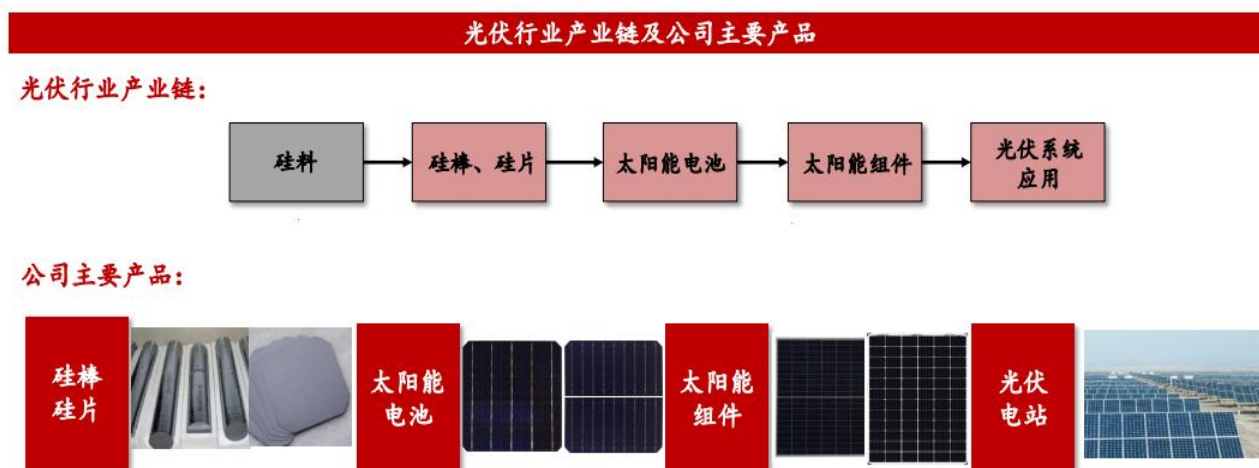 光伏行业产业链及公司主要产品
光伏行业产业链：
硅料
硅棒、硅片
太阳能电池
太阳能组件
光伏系统
应用
公司主要产品：
硅棒
硅片
太阳能
电池
太阳能
组件
光伏
电站